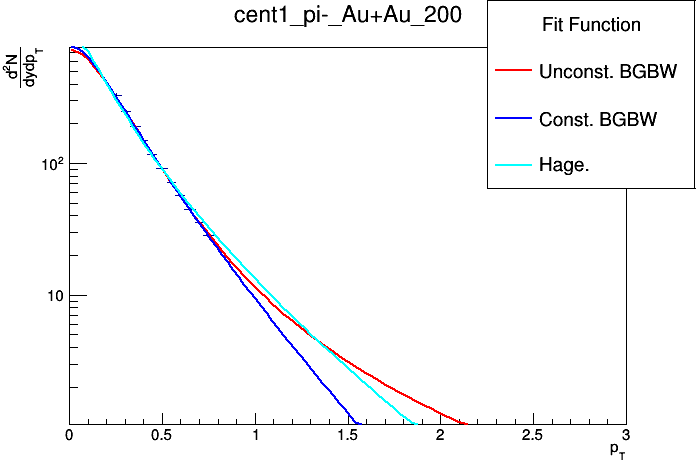 cent1_pi-_Au+Au_200
Fit Function
Unconst. BGBW
Const. BGBW
Hage.
d²N
dydp_T
10²
10
0 0.5 1 1.5 2 2.5 3
p_T